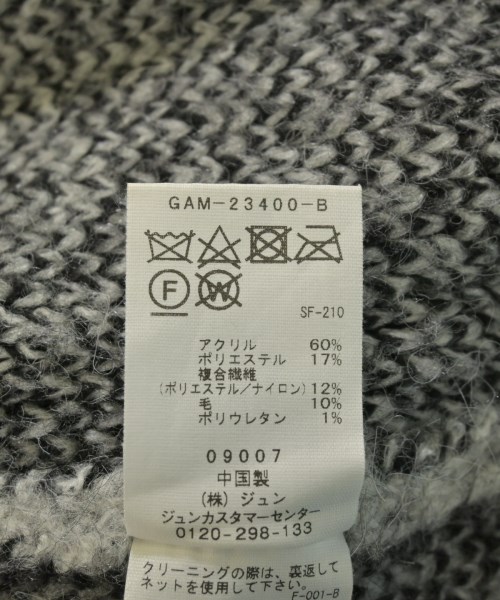 GAM-23400-B
F W
SF-210
アクリル 60%
ポリエステル 17%
複合繊維
(ポリエステル/ナイロン) 12%
毛 10%
ポリウレタン 1%
09007
中国製
(株)ジュン
ジュンカスタマーセンター
0120-298-133
クリーニングの際は、裏返して
ネットを使用して下さい。
F-001-B